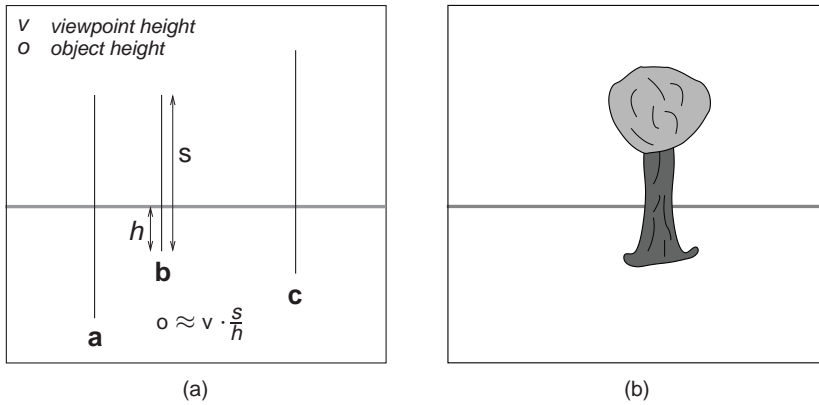 v viewpoint height
o object height
s
h
b
c
a
o ≈ v · s/h
(a)
(b)